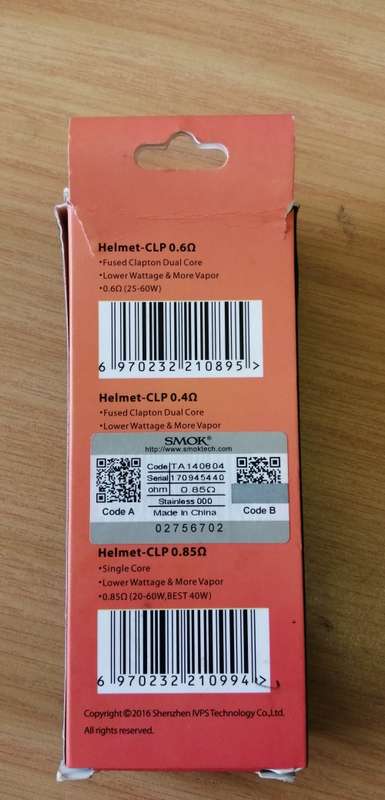 Helmet-CLP 0.6Ω
•Fused Clapton Dual Core
•Lower Wattage & More Vapor
•0.6Ω (25-60W)
6 970232 210895 >
Helmet-CLP 0.4Ω
•Fused Clapton Dual Core
•Lower Wattage & More Vapor
SMOK®
http://www.smoktech.com
Code TA140604
Serial 170945440
ohm 0.85Ω
Stainless 000
Made In China
Code A
Code B
02756702
Helmet-CLP 0.85Ω
•Single Core
•Lower Wattage & More Vapor
•0.85Ω (20-60W,BEST 40W)
6 970232 210994 >
Copyright©2016 Shenzhen IVPS Technology Co.,Ltd.
All rights reserved.